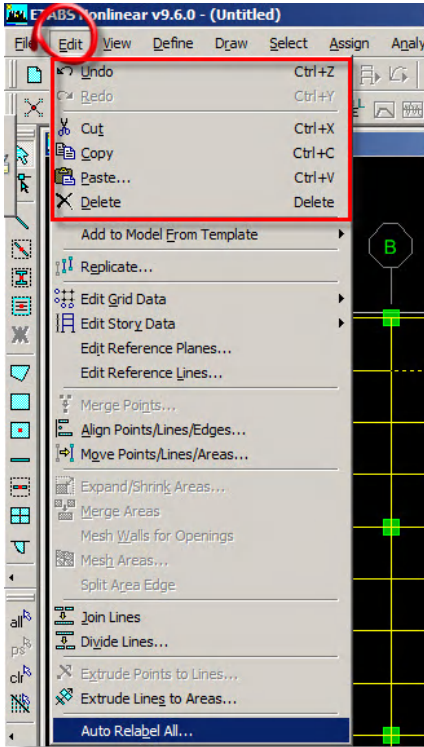 ETABS Nonlinear v9.6.0 - (Untitled)
File Edit View Define Draw Select Assign Analy
Undo Ctrl+Z
Redo Ctrl+Y
Cut Ctrl+X
Copy Ctrl+C
Paste... Ctrl+V
Delete Delete
Add to Model From Template
Replicate...
Edit Grid Data
Edit Story Data
Edit Reference Planes...
Edit Reference Lines...
Merge Points...
Align Points/Lines/Edges...
Move Points/Lines/Areas...
Expand/Shrink Areas...
Merge Areas
Mesh Walls for Openings
Mesh Areas...
Split Area Edge
Join Lines
Divide Lines...
Extrude Points to Lines...
Extrude Lines to Areas...
Auto Relabel All...
B
all
ps
clr